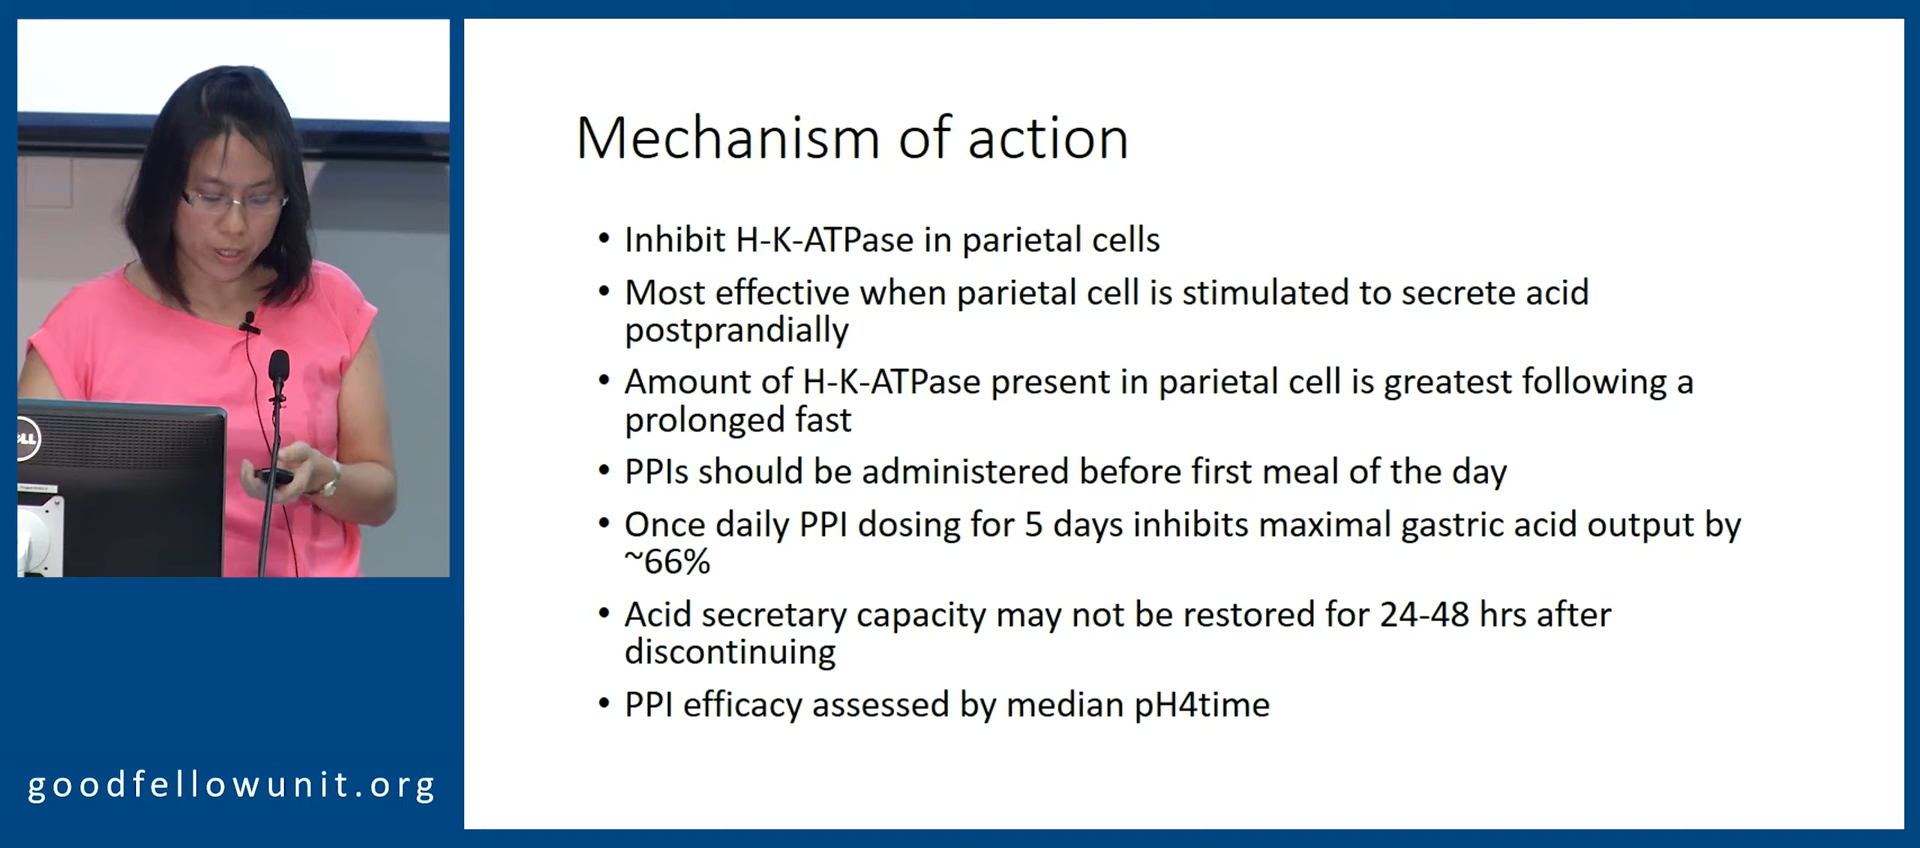 Mechanism of action
• Inhibit H-K-ATPase in parietal cells
• Most effective when parietal cell is stimulated to secrete acid
postprandially
• Amount of H-K-ATPase present in parietal cell is greatest following a
prolonged fast
• PPIs should be administered before first meal of the day
• Once daily PPI dosing for 5 days inhibits maximal gastric acid output by
~66%
• Acid secretary capacity may not be restored for 24-48 hrs after
discontinuing
• PPI efficacy assessed by median pH4time
goodfellowunit.org